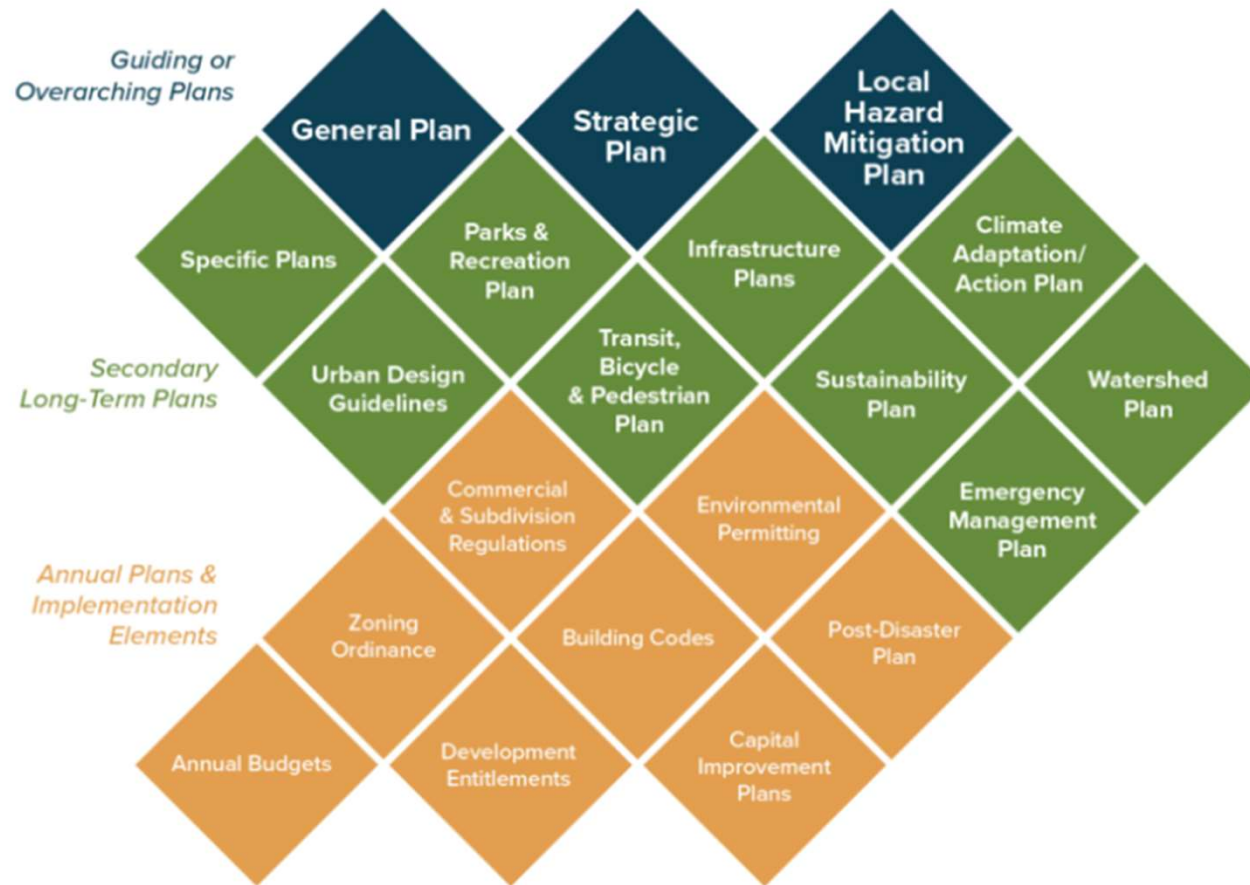 Guiding or
Overarching Plans
General Plan
Strategic
Plan
Local
Hazard
Mitigation
Plan
Specific Plans
Parks &
Recreation
Plan
Infrastructure
Plans
Climate
Adaptation/
Action Plan
Secondary
Long-Term Plans
Urban Design
Guidelines
Transit,
Bicycle
& Pedestrian
Plan
Sustainability
Plan
Watershed
Plan
Commercial
& Subdivision
Regulations
Environmental
Permitting
Emergency
Management
Plan
Annual Plans &
Implementation
Elements
Zoning
Ordinance
Building Codes
Post-Disaster
Plan
Annual Budgets
Development
Entitlements
Capital
Improvement
Plans